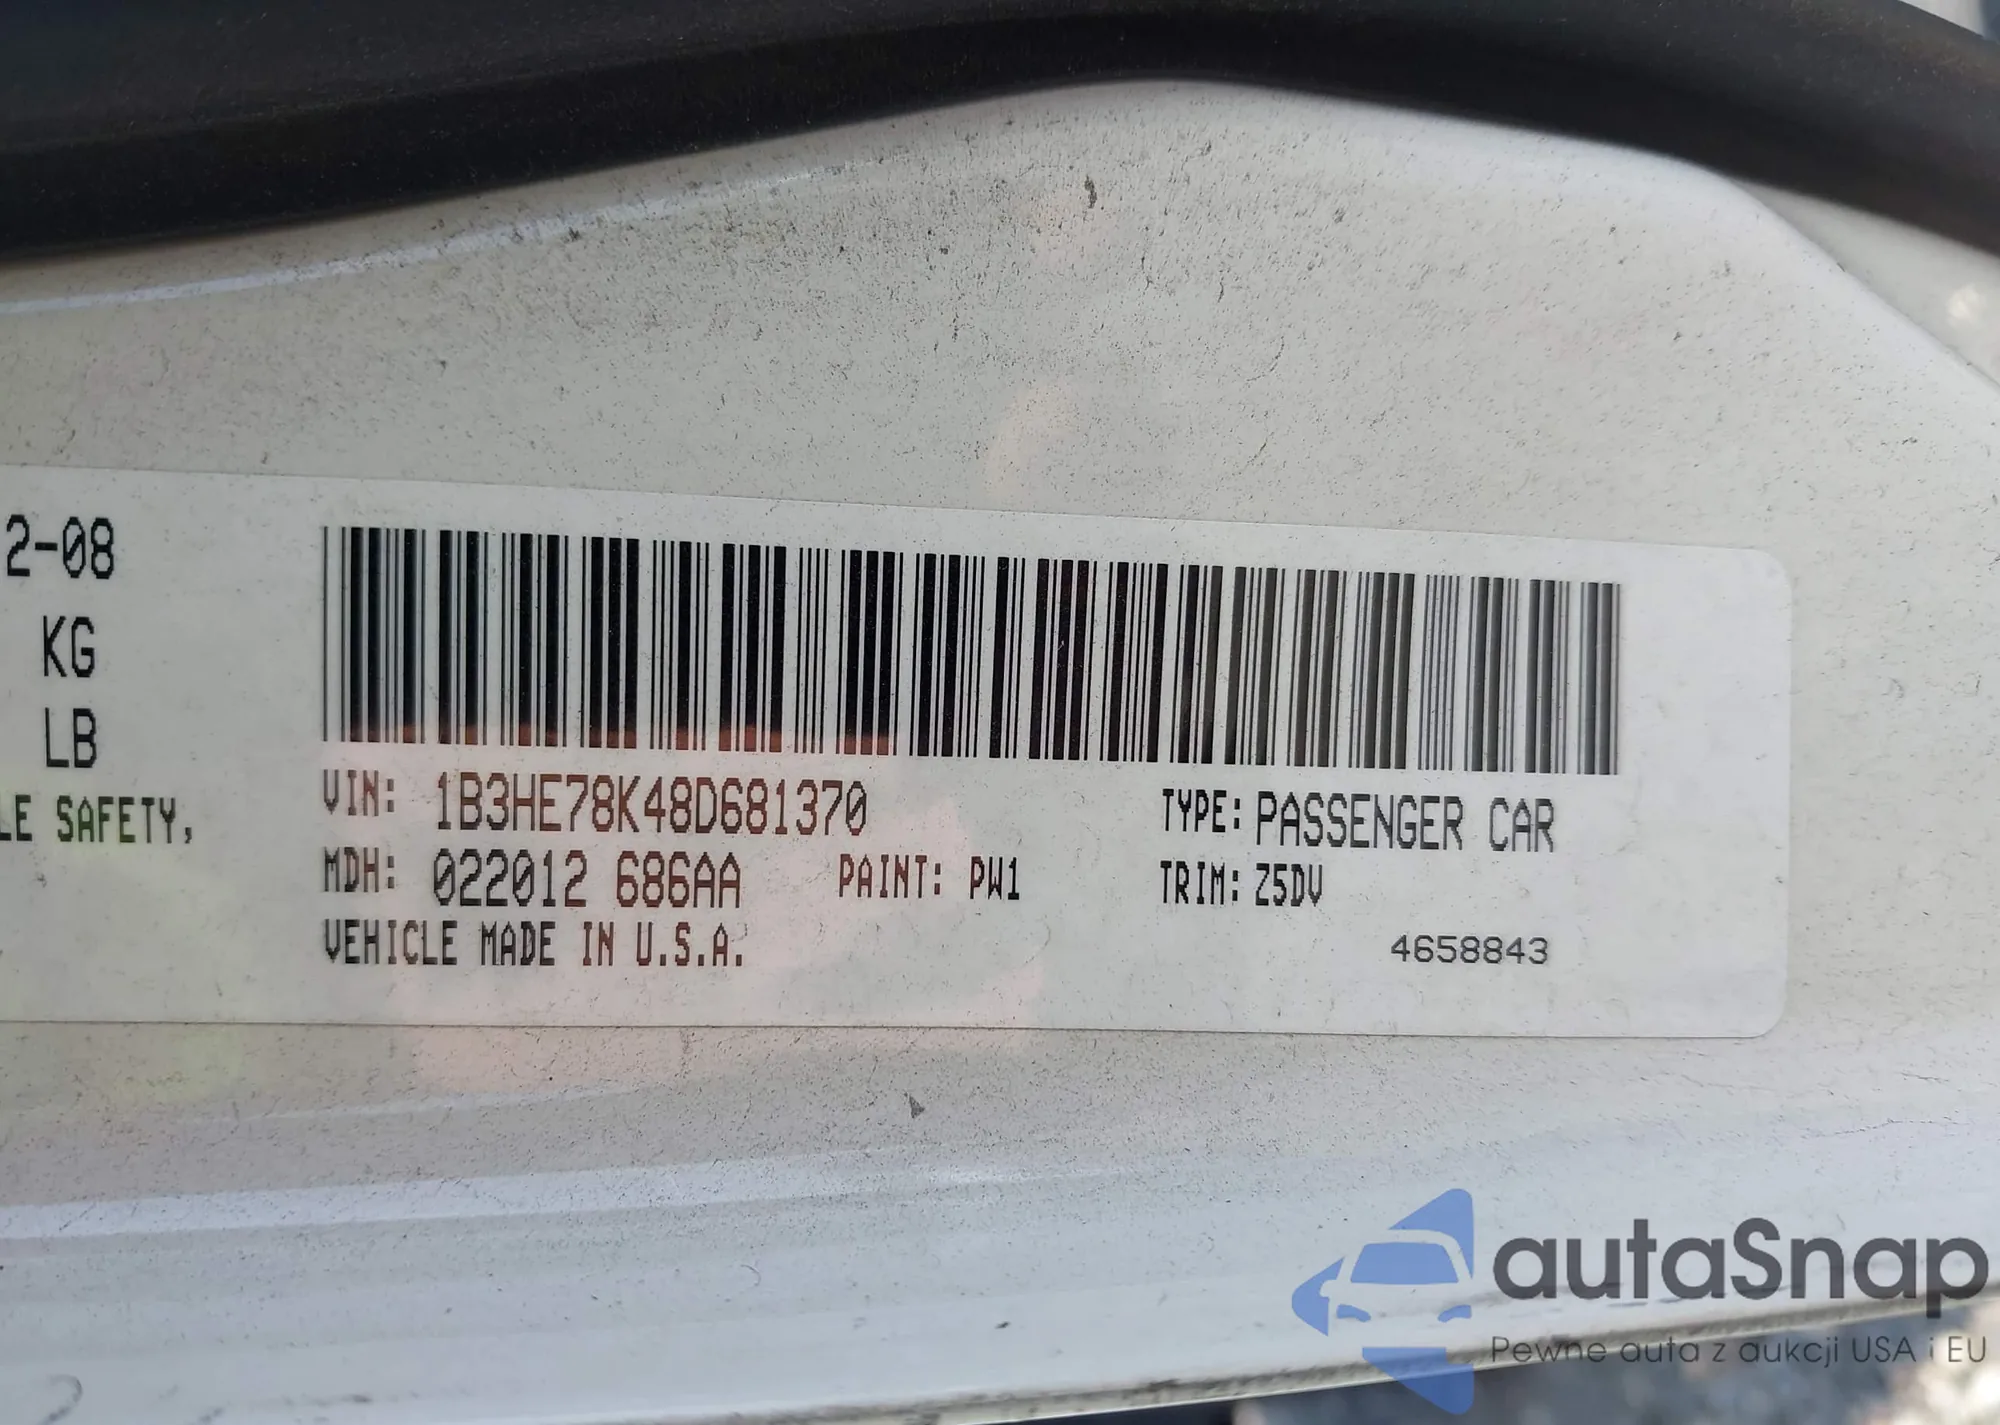 2-08
KG
LB
LE SAFETY,
VIN: 1B3HE78K48D681370
TYPE: PASSENGER CAR
MDH: 022012 686AA PAINT: PW1
TRIM: Z5DV
VEHICLE MADE IN U.S.A.
4658843
autaSnap
Pewne auta z aukcji USA i EU